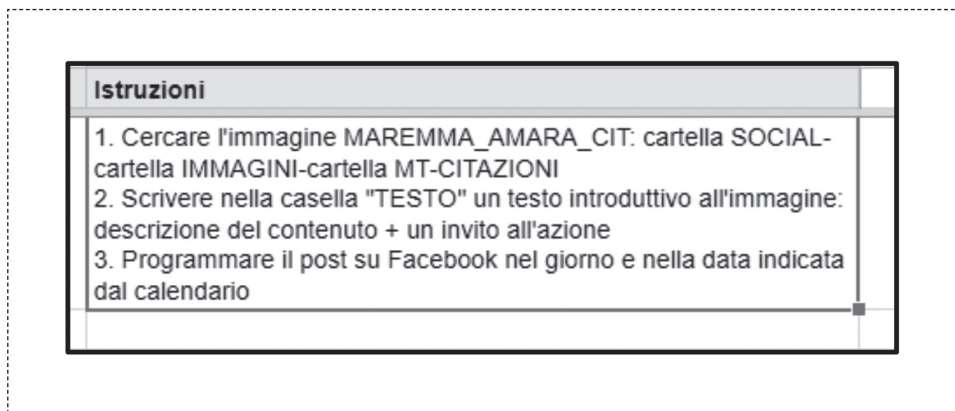 Istruzioni
1. Cercare l'immagine MAREMMA_AMARA_CIT: cartella SOCIAL-
cartella IMMAGINI-cartella MT-CITAZIONI
2. Scrivere nella casella "TESTO" un testo introduttivo all'immagine:
descrizione del contenuto + un invito all'azione
3. Programmare il post su Facebook nel giorno e nella data indicata
dal calendario